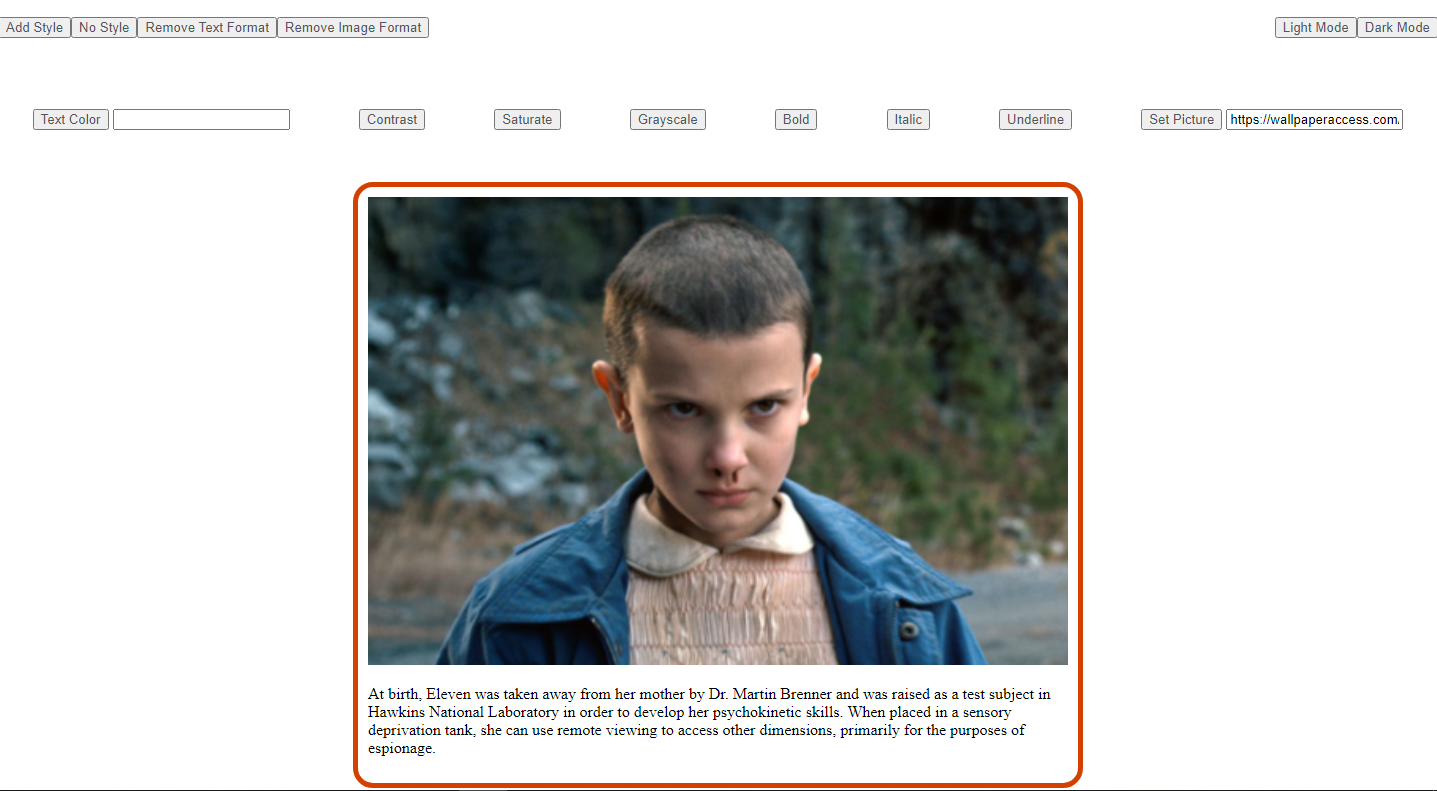 Add Style No Style Remove Text Format Remove Image Format Light Mode Dark Mode
Text Color Contrast Saturate Grayscale Bold Italic Underline Set Picture https://wallpaperaccess.com
At birth, Eleven was taken away from her mother by Dr. Martin Brenner and was raised as a test subject in
Hawkins National Laboratory in order to develop her psychokinetic skills. When placed in a sensory
deprivation tank, she can use remote viewing to access other dimensions, primarily for the purposes of
espionage.